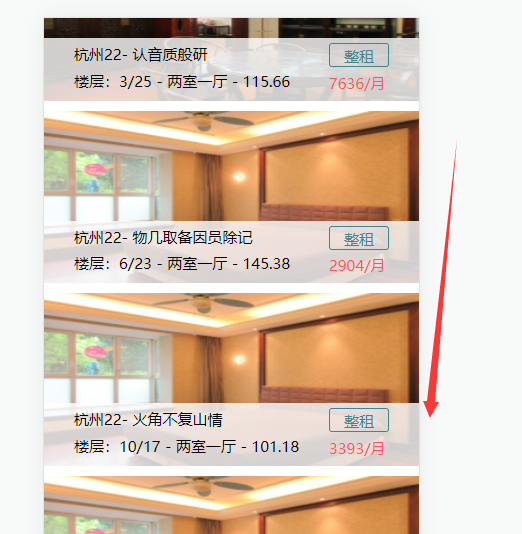 杭州22- 认音质般研
整租
楼层：3/25 - 两室一厅 - 115.66
7636/月
杭州22- 物几取备因员除记
整租
楼层：6/23 - 两室一厅 - 145.38
2904/月
杭州22- 火角不复山情
整租
楼层：10/17 - 两室一厅 - 101.18
3393/月